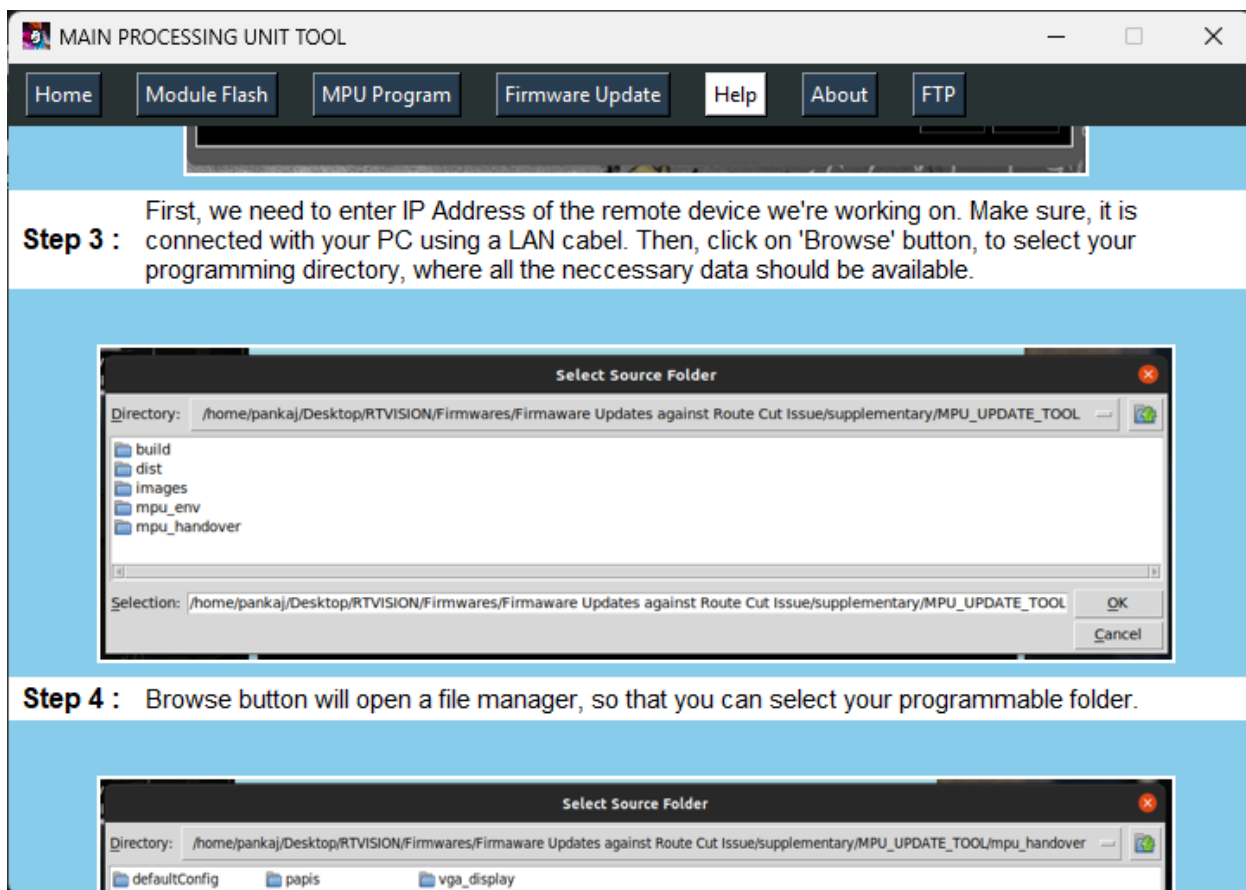 MAIN PROCESSING UNIT TOOL
Home Module Flash MPU Program Firmware Update Help About FTP
First, we need to enter IP Address of the remote device we're working on. Make sure, it is
Step 3 : connected with your PC using a LAN cabel. Then, click on 'Browse' button, to select your
programming directory, where all the neccessary data should be available.
Select Source Folder
Directory: /home/pankaj/Desktop/RTVISION/Firmwares/Firmaware Updates against Route Cut Issue/supplementary/MPU_UPDATE_TOOL
build
dist
images
mpu_env
mpu_handover
Selection: /home/pankaj/Desktop/RTVISION/Firmwares/Firmaware Updates against Route Cut Issue/supplementary/MPU_UPDATE_TOOL OK
Cancel
Step 4 : Browse button will open a file manager, so that you can select your programmable folder.
Select Source Folder
Directory: /home/pankaj/Desktop/RTVISION/Firmwares/Firmaware Updates against Route Cut Issue/supplementary/MPU_UPDATE_TOOL/mpu_handover
defaultConfig papis vga_display